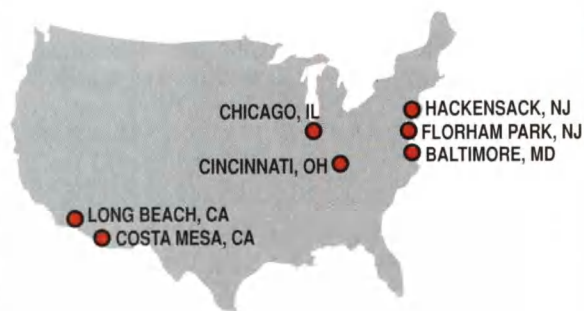 CHICAGO, IL
HACKENSACK, NJ
FLORHAM PARK, NJ
BALTIMORE, MD
CINCINNATI, OH
LONG BEACH, CA
COSTA MESA, CA